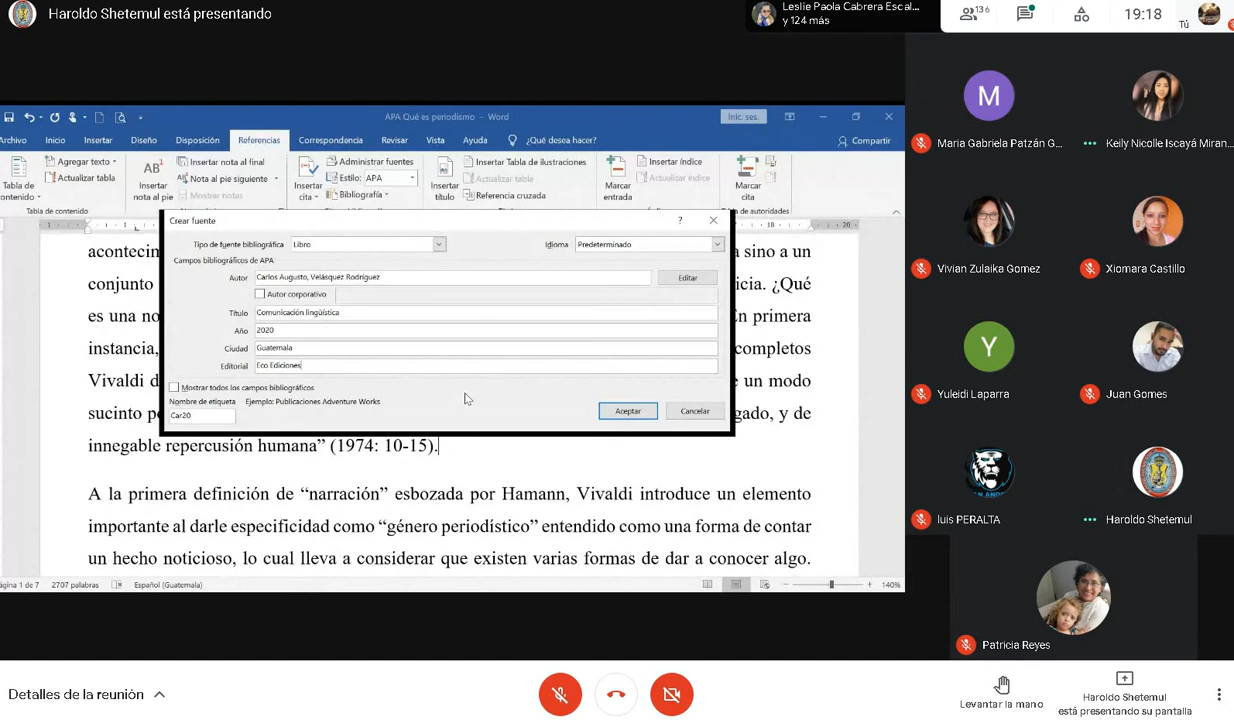 Haroldo Shetemul está presentando
Leslie Paola Cabrera Escal...
y 124 más
136
19:18
Tú
APA Qué es periodismo - Word
Inic. ses.
Archivo Inicio Insertar Diseño Disposición Referencias Correspondencia Revisar Vista Ayuda ¿Qué desea hacer?
Compartir
Tabla de
contenido
Agregar texto
Actualizar tabla
Tabla de contenido
AB¹
Insertar
nota al pie
Insertar nota al final
Nota al pie siguiente
Mostrar notas
Insertar
cita
Administrar fuentes
Estilo: APA
Bibliografía
Insertar
título
Insertar Tabla de ilustraciones
Actualizar tabla
Referencia cruzada
Marcar
entrada
Insertar índice
Actualizar índice
Marcar
cita
Tabla de autoridades
Crear fuente
Tipo de fuente bibliográfica Libro
Idioma Predeterminado
Campos bibliográficos de APA
Autor Carlos Augusto, Velásquez Rodríguez
Editar
Autor corporativo
Título Comunicación lingüística
Año 2020
Ciudad Guatemala
Editorial Eco Ediciones
Mostrar todos los campos bibliográficos
Nombre de etiqueta Ejemplo: Publicaciones Adventure Works
Car20
Aceptar
Cancelar
acontecim a sino a un
conjunto icia. ¿Qué
es una no En primera
instancia, completos
Vivaldi d e un modo
sucinto po gado, y de
innegable repercusión humana” (1974: 10-15).
A la primera definición de “narración” esbozada por Hamann, Vivaldi introduce un elemento
importante al darle especificidad como “género periodístico” entendido como una forma de contar
un hecho noticioso, lo cual lleva a considerar que existen varias formas de dar a conocer algo.
ágina 1 de 7 2707 palabras Español (Guatemala)
140%
M
Maria Gabriela Patzán G...
Keily Nicolle Iscayá Miran...
Vivian Zulaika Gomez
Xiomara Castillo
Y
Yuleidi Laparra
Juan Gomes
luis PERALTA
Haroldo Shetemul
Patricia Reyes
Detalles de la reunión
Levantar la mano
Haroldo Shetemul
está presentando su pantalla